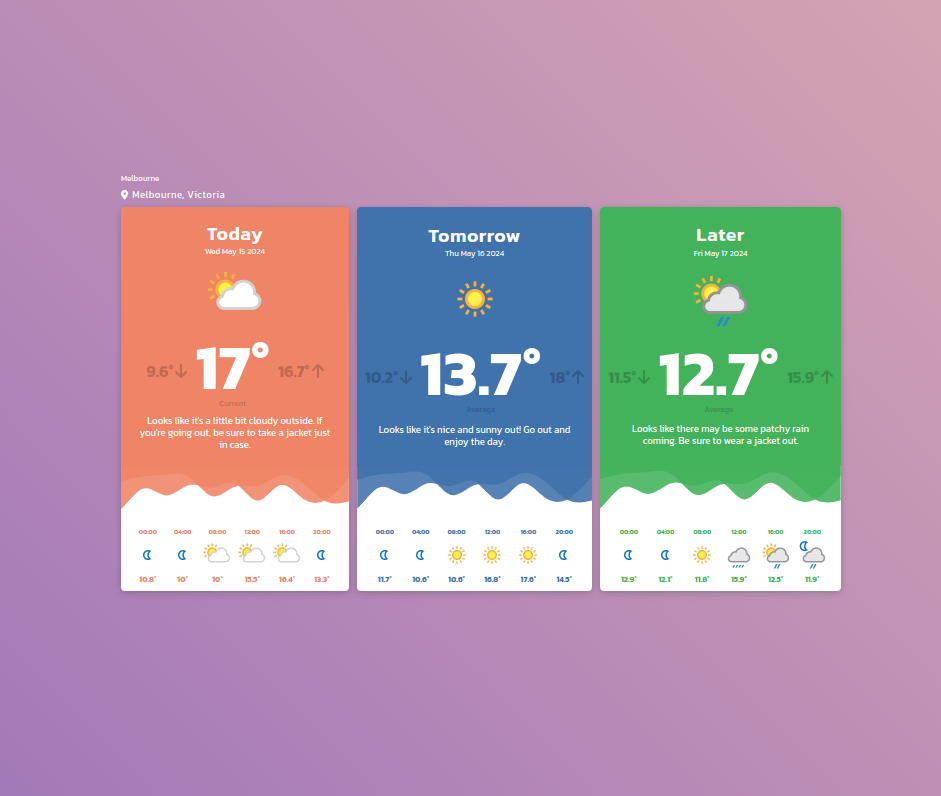 Melbourne
Melbourne, Victoria
Today
Wed May 15 2024
9.6° 17° 16.7°
Current
Looks like it's a little bit cloudy outside. If
you're going out, be sure to take a jacket just
in case.
00:00 04:00 08:00 12:00 16:00 20:00
10.8° 10° 10° 15.5° 16.4° 13.3°
Tomorrow
Thu May 16 2024
10.2° 13.7° 18°
Average
Looks like it's nice and sunny out! Go out and
enjoy the day.
00:00 04:00 08:00 12:00 16:00 20:00
11.7° 10.6° 10.6° 16.8° 17.6° 14.5°
Later
Fri May 17 2024
11.5° 12.7° 15.9°
Average
Looks like there may be some patchy rain
coming. Be sure to wear a jacket out.
00:00 04:00 08:00 12:00 16:00 20:00
12.9° 12.1° 11.8° 15.9° 12.5° 11.9°